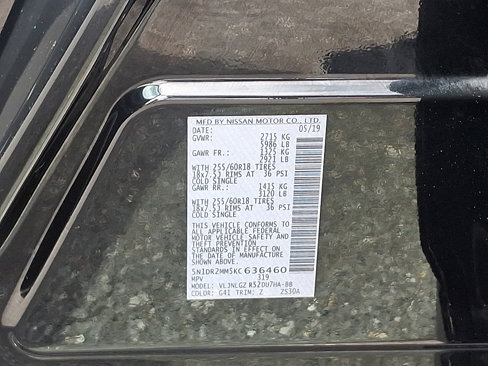 MFD BY NISSAN MOTOR CO., LTD.
DATE: 05/19
GVWR: 2715 KG
5986 LB
GAWR FR.: 1325 KG
2921 LB
WITH 255/60R18 TIRES
18x7.5J RIMS AT 36 PSI
COLD SINGLE
GAWR RR.: 1415 KG
3120 LB
WITH 255/60R18 TIRES
18x7.5J RIMS AT 36 PSI
COLD SINGLE
THIS VEHICLE CONFORMS TO
ALL APPLICABLE FEDERAL
MOTOR VEHICLE SAFETY AND
THEFT PREVENTION
STANDARDS IN EFFECT ON
THE DATE OF MANUFACTURE
SHOWN ABOVE.
5N1DR2MM5KC636460
MPV 319
MODEL: VLJNLGZ R52DU7HA-BB
COLOR: G41 TRIM: Z 2S30A